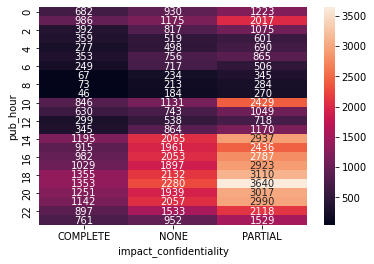 0 682 930 1223
986 1175 2017
2 392 817 1075
359 519 601
4 277 498 690
353 756 865
6 249 717 506
67 234 345
8 73 213 284
46 184 270
10 846 1131 2429
630 743 1049
12 299 538 718
345 864 1170
14 1195 2065 2937
915 1961 2436
16 982 2053 2787
1029 1897 2923
18 1355 2132 3110
1353 2280 3640
20 1251 1939 3017
1142 2057 2990
22 897 1533 2118
761 952 1529
COMPLETE NONE PARTIAL
impact_confidentiality
pub_hour
3500
3000
2500
2000
1500
1000
500